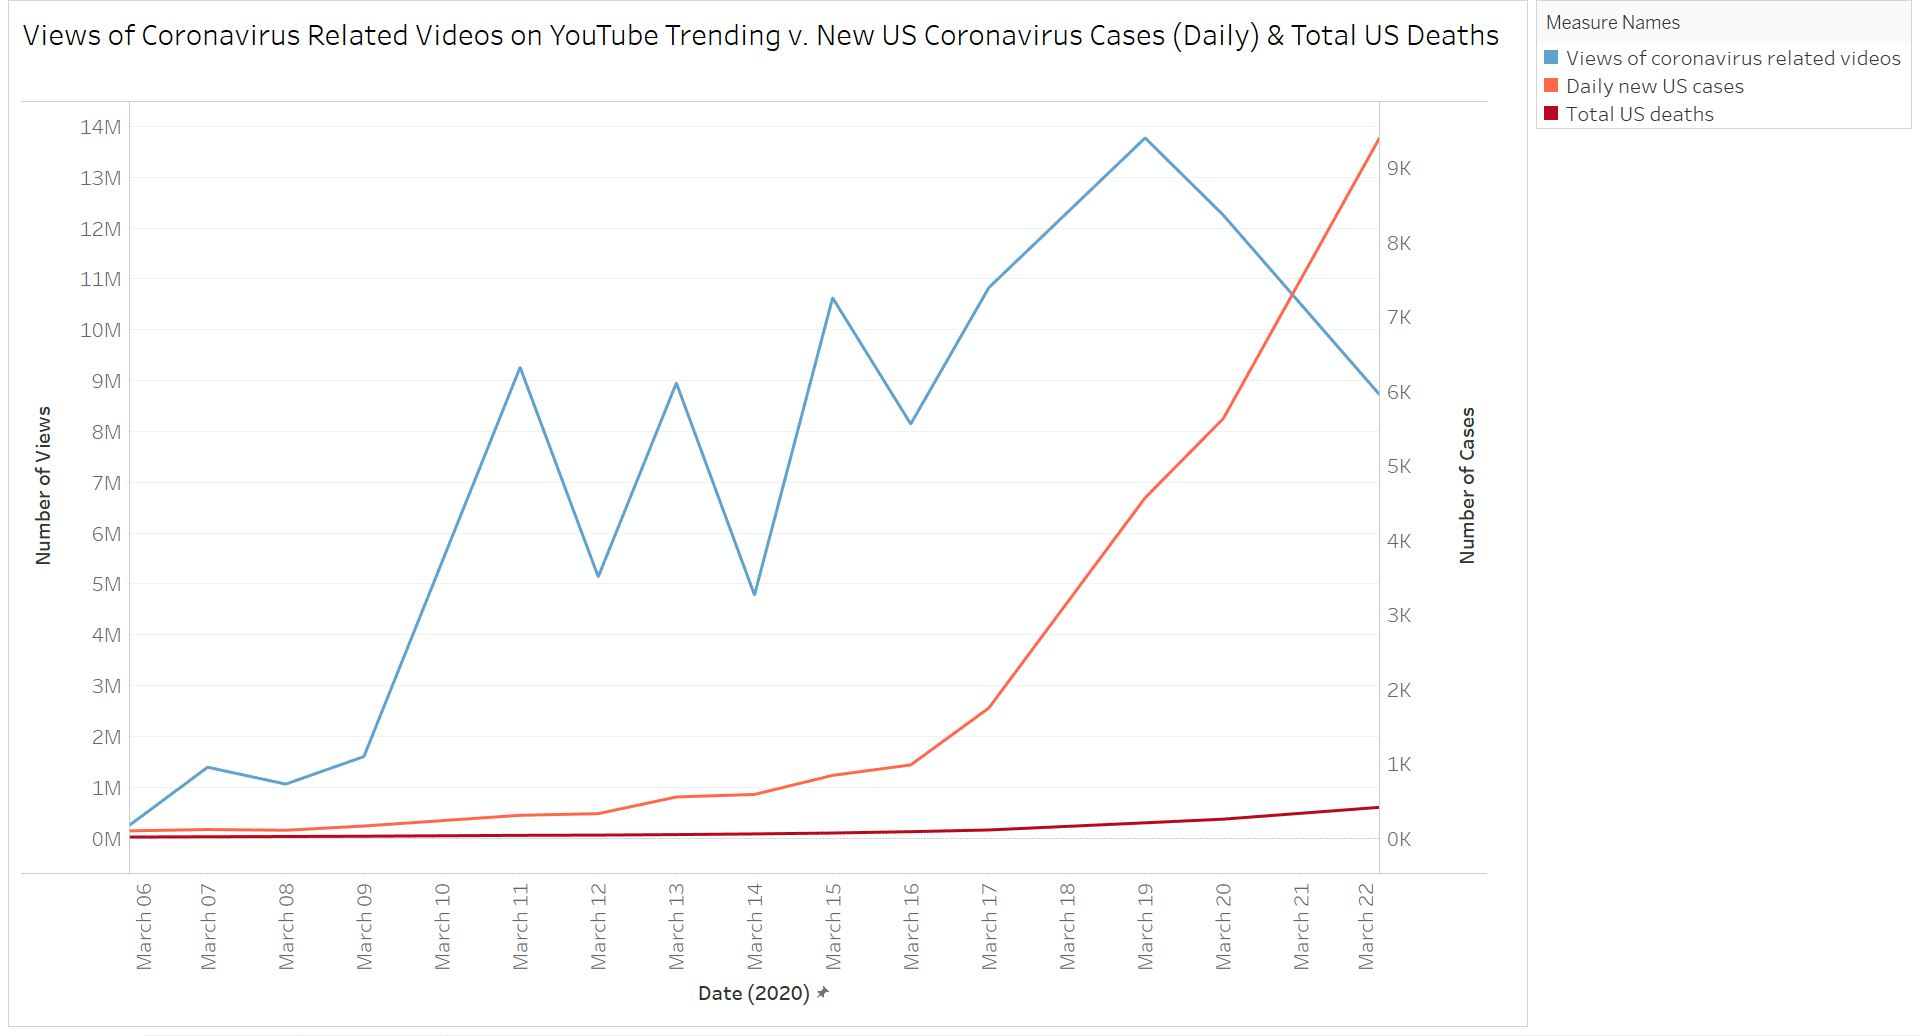 Views of Coronavirus Related Videos on YouTube Trending v. New US Coronavirus Cases (Daily) & Total US Deaths
Measure Names
Views of coronavirus related videos
Daily new US cases
Total US deaths
Number of Views
14M
13M
12M
11M
10M
9M
8M
7M
6M
5M
4M
3M
2M
1M
0M
9K
8K
7K
6K
5K
4K
3K
2K
1K
0K
Number of Cases
March 06
March 07
March 08
March 09
March 10
March 11
March 12
March 13
March 14
March 15
March 16
March 17
March 18
March 19
March 20
March 21
March 22
Date (2020)